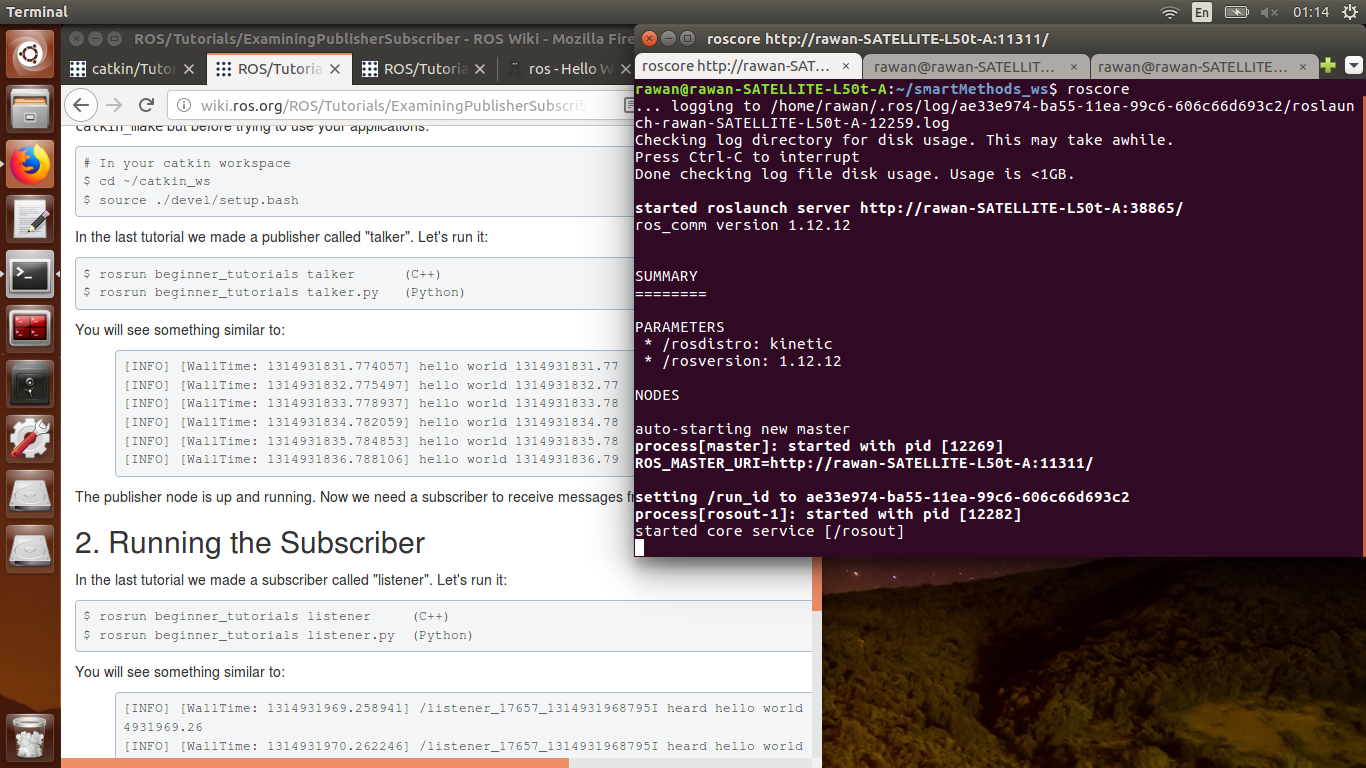 Terminal
En
01:14
ROS/Tutorials/ExaminingPublisherSubscriber - ROS Wiki - Mozilla Fire
catkin/Tutor
ROS/Tutoria
ROS/Tutoria
ros - Hello W
wiki.ros.org/ROS/Tutorials/ExaminingPublisherSubscrib
catkin_make but before trying to use your applications:
# In your catkin workspace
$ cd ~/catkin_ws
$ source ./devel/setup.bash
In the last tutorial we made a publisher called "talker". Let's run it:
$ rosrun beginner_tutorials talker (C++)
$ rosrun beginner_tutorials talker.py (Python)
You will see something similar to:
[INFO] [WallTime: 1314931831.774057] hello world 1314931831.77
[INFO] [WallTime: 1314931832.775497] hello world 1314931832.77
[INFO] [WallTime: 1314931833.778937] hello world 1314931833.78
[INFO] [WallTime: 1314931834.782059] hello world 1314931834.78
[INFO] [WallTime: 1314931835.784853] hello world 1314931835.78
[INFO] [WallTime: 1314931836.788106] hello world 1314931836.79
The publisher node is up and running. Now we need a subscriber to receive messages fr
2. Running the Subscriber
In the last tutorial we made a subscriber called "listener". Let's run it:
$ rosrun beginner_tutorials listener (C++)
$ rosrun beginner_tutorials listener.py (Python)
You will see something similar to:
[INFO] [WallTime: 1314931969.258941] /listener_17657_1314931968795I heard hello world
4931969.26
[INFO] [WallTime: 1314931970.262246] /listener_17657_1314931968795I heard hello world
roscore http://rawan-SATELLITE-L50t-A:11311/
roscore http://rawan-SAT...
rawan@rawan-SATELLIT...
rawan@rawan-SATELLITE...
rawan@rawan-SATELLITE-L50t-A:~/smartMethods_ws$ roscore
... logging to /home/rawan/.ros/log/ae33e974-ba55-11ea-99c6-606c66d693c2/roslaun
ch-rawan-SATELLITE-L50t-A-12259.log
Checking log directory for disk usage. This may take awhile.
Press Ctrl-C to interrupt
Done checking log file disk usage. Usage is <1GB.
started roslaunch server http://rawan-SATELLITE-L50t-A:38865/
ros_comm version 1.12.12
SUMMARY
========
PARAMETERS
* /rosdistro: kinetic
* /rosversion: 1.12.12
NODES
auto-starting new master
process[master]: started with pid [12269]
ROS_MASTER_URI=http://rawan-SATELLITE-L50t-A:11311/
setting /run_id to ae33e974-ba55-11ea-99c6-606c66d693c2
process[rosout-1]: started with pid [12282]
started core service [/rosout]